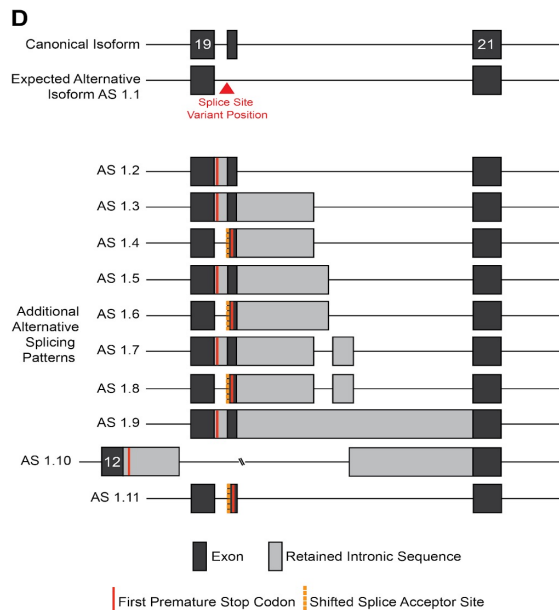 D
Canonical Isoform
19
21
Expected Alternative
Isoform AS 1.1
Splice Site
Variant Position
AS 1.2
AS 1.3
AS 1.4
AS 1.5
Additional
Alternative
Splicing
Patterns
AS 1.6
AS 1.7
AS 1.8
AS 1.9
AS 1.10
12
AS 1.11
Exon
Retained Intronic Sequence
First Premature Stop Codon
Shifted Splice Acceptor Site